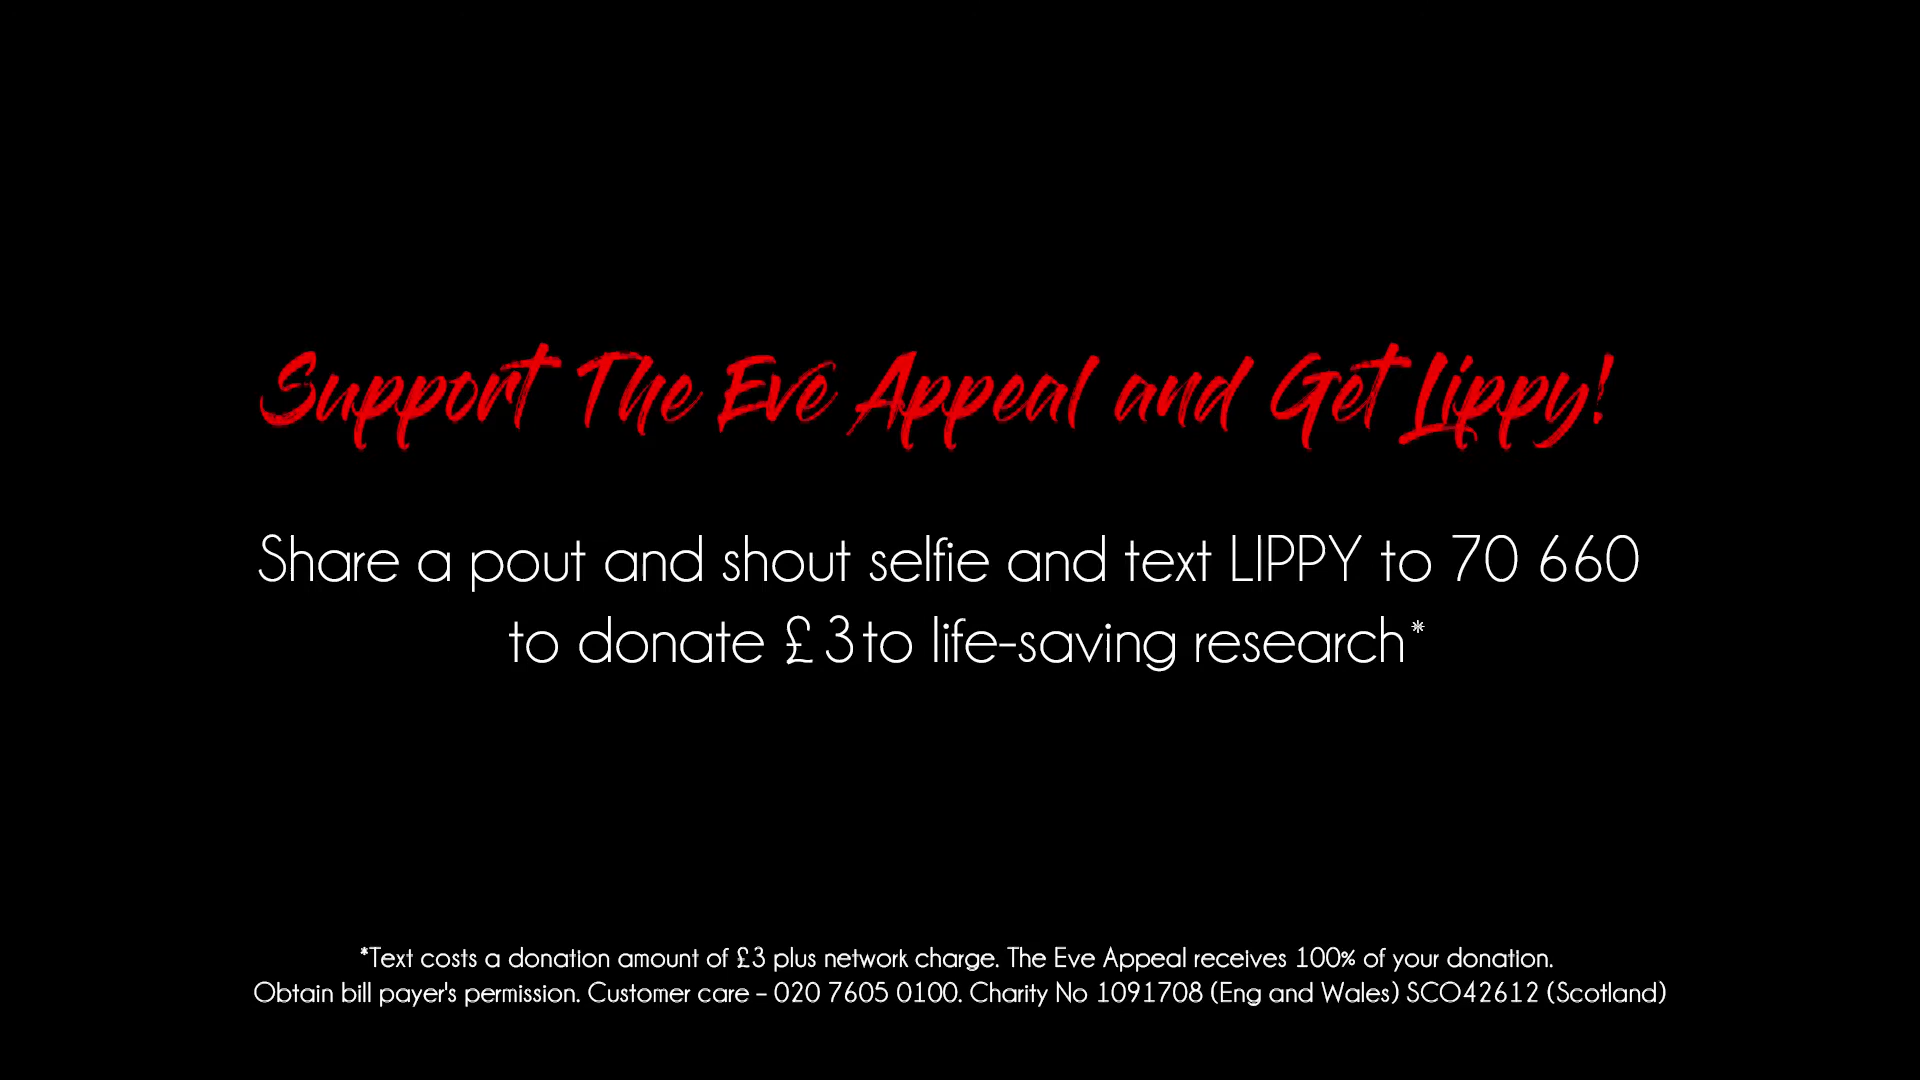 Support The Eve Appeal and Get Lippy!
Share a pout and shout selfie and text LIPPY to 70 660
to donate £3 to life-saving research*
*Text costs a donation amount of £3 plus network charge. The Eve Appeal receives 100% of your donation.
Obtain bill payer's permission. Customer care - 020 7605 0100. Charity No 1091708 (Eng and Wales) SCO42612 (Scotland)